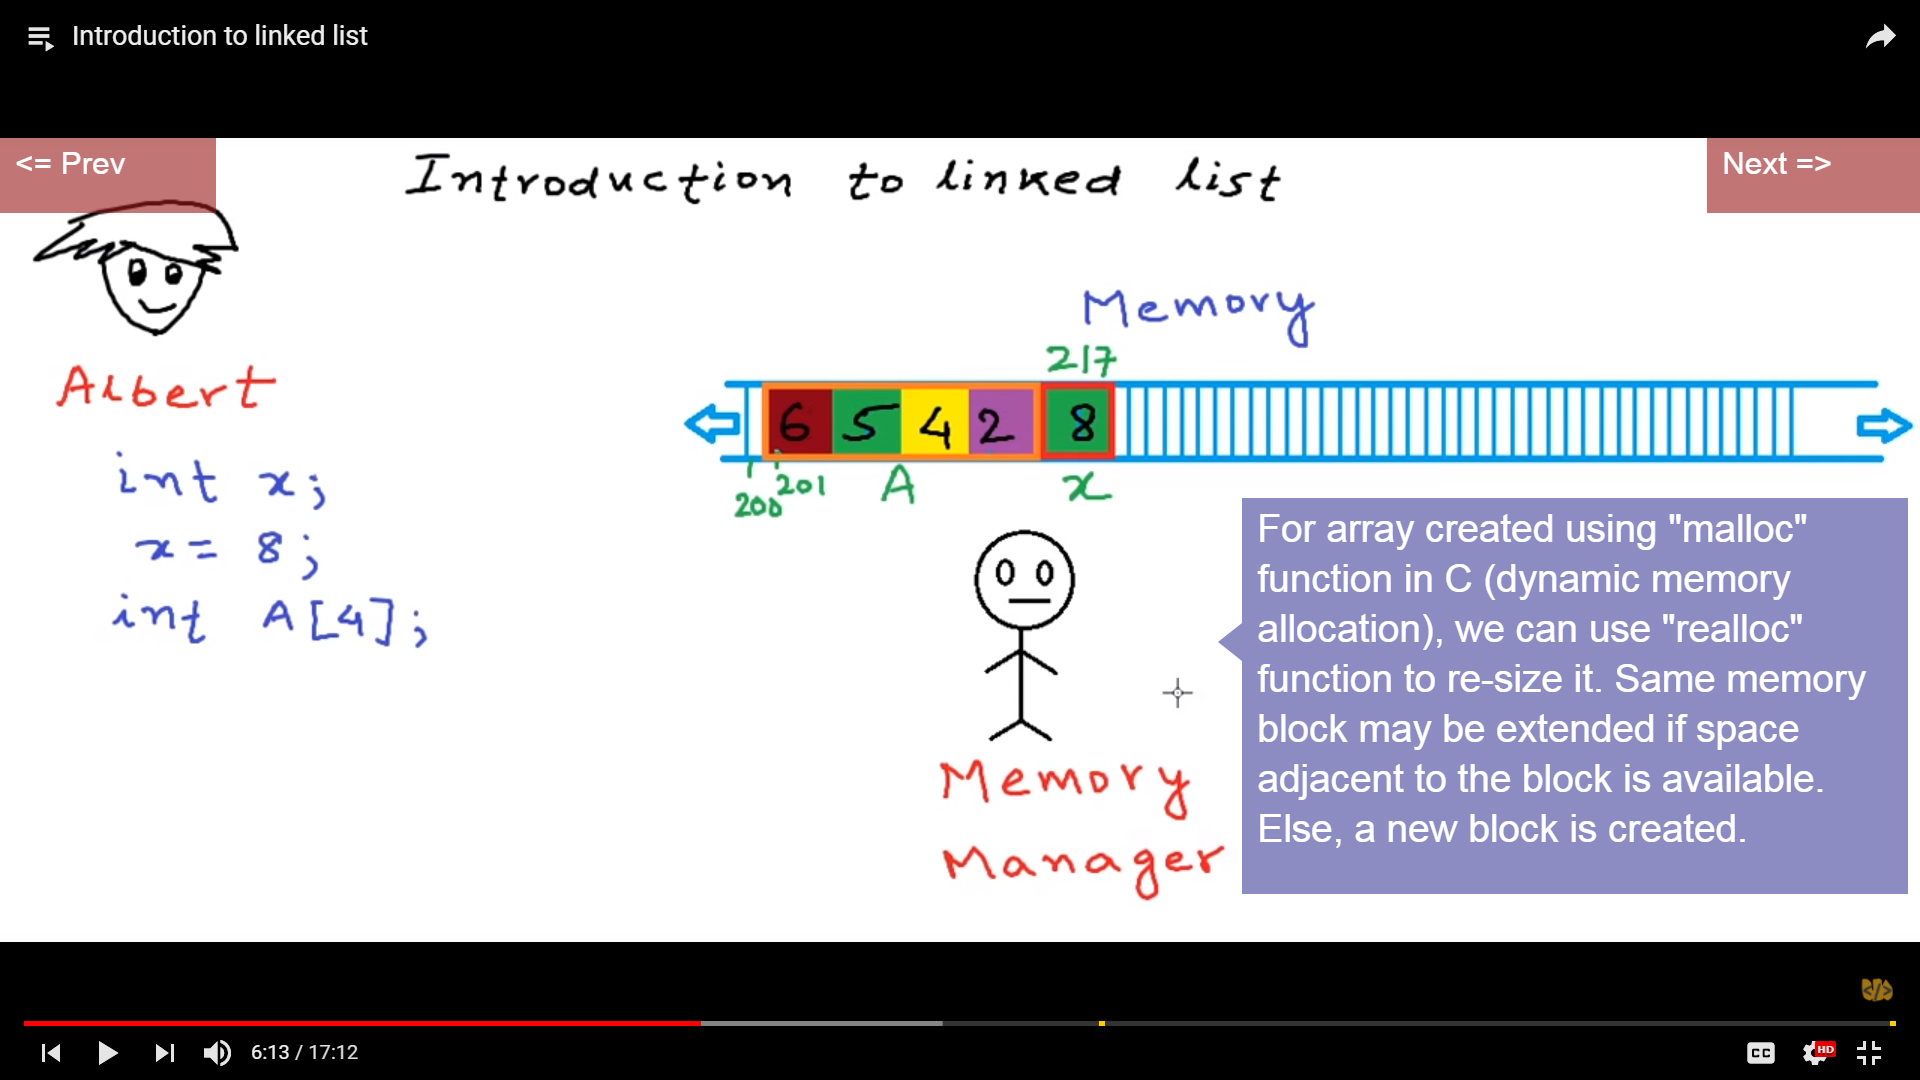 Introduction to linked list
<= Prev
Next =>
Introduction to linked list
Albert
int x;
x = 8;
int A[4];
Memory
217
6 5 4 2 8
200 201 A x
Memory
Manager
For array created using "malloc"
function in C (dynamic memory
allocation), we can use "realloc"
function to re-size it. Same memory
block may be extended if space
adjacent to the block is available.
Else, a new block is created.
6:13 / 17:12
CC
HD